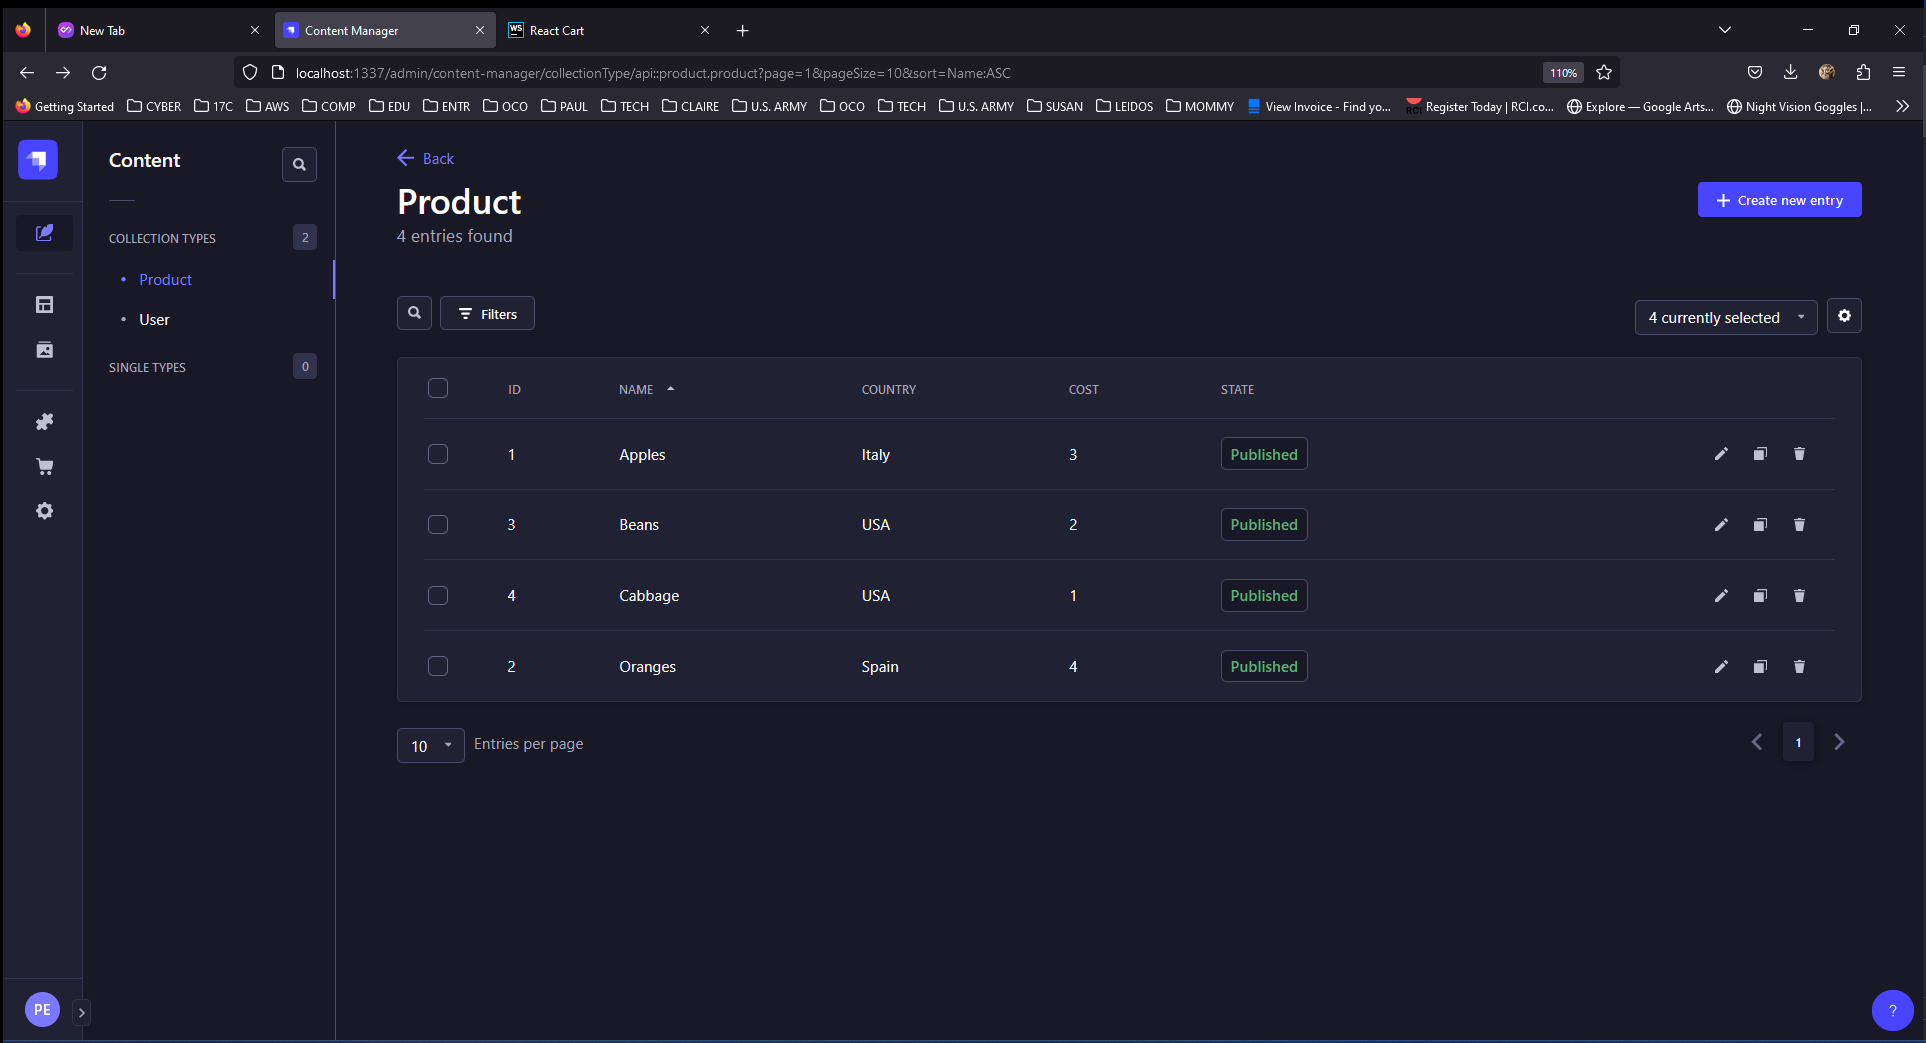 New Tab
Content Manager
WS React Cart
localhost:1337/admin/content-manager/collectionType/api::product.product?page=1&pageSize=10&sort=Name:ASC
110%
Getting Started CYBER 17C AWS COMP EDU ENTR OCO PAUL TECH CLAIRE U.S. ARMY OCO TECH U.S. ARMY SUSAN LEIDOS MOMMY View Invoice - Find yo... RCI Register Today | RCI.co... Explore — Google Arts... Night Vision Goggles |...
Content
COLLECTION TYPES 2
Product
User
SINGLE TYPES 0
PE
Back
Product
4 entries found
Create new entry
Filters
4 currently selected
ID NAME COUNTRY COST STATE
1 Apples Italy 3 Published
3 Beans USA 2 Published
4 Cabbage USA 1 Published
2 Oranges Spain 4 Published
10 Entries per page
1
?